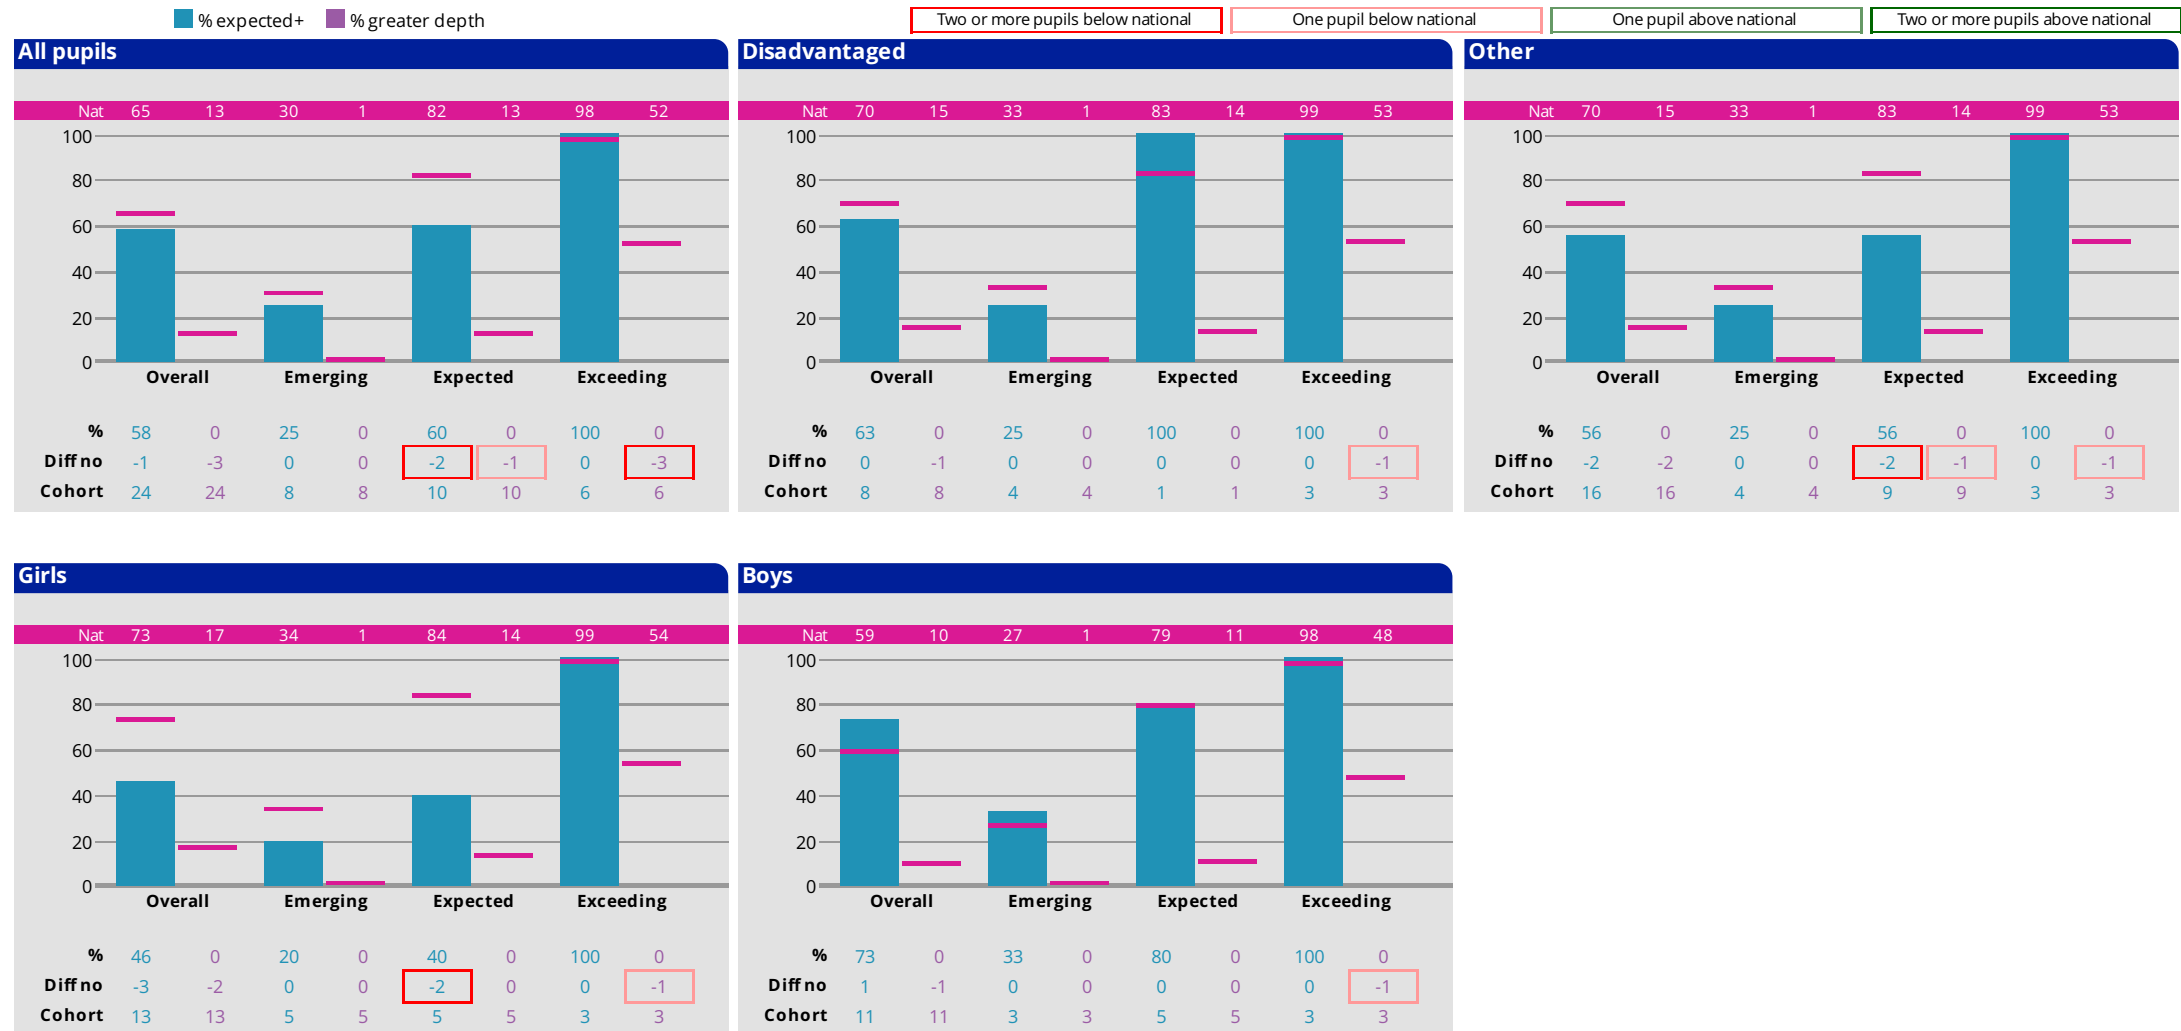 % expected+ % greater depth
Two or more pupils below national One pupil below national One pupil above national Two or more pupils above national
All pupils
Nat 65 13 30 1 82 13 98 52
100
80
60
40
20
0
Overall Emerging Expected Exceeding
% 58 0 25 0 60 0 100 0
Diff no -1 -3 0 0 -2 -1 0 -3
Cohort 24 24 8 8 10 10 6 6
Disadvantaged
Nat 70 15 33 1 83 14 99 53
100
80
60
40
20
0
Overall Emerging Expected Exceeding
% 63 0 25 0 100 0 100 0
Diff no 0 -1 0 0 0 0 0 -1
Cohort 8 8 4 4 1 1 3 3
Other
Nat 70 15 33 1 83 14 99 53
100
80
60
40
20
0
Overall Emerging Expected Exceeding
% 56 0 25 0 56 0 100 0
Diff no -2 -2 0 0 -2 -1 0 -1
Cohort 16 16 4 4 9 9 3 3
Girls
Nat 73 17 34 1 84 14 99 54
100
80
60
40
20
0
Overall Emerging Expected Exceeding
% 46 0 20 0 40 0 100 0
Diff no -3 -2 0 0 -2 0 0 -1
Cohort 13 13 5 5 5 5 3 3
Boys
Nat 59 10 27 1 79 11 98 48
100
80
60
40
20
0
Overall Emerging Expected Exceeding
% 73 0 33 0 80 0 100 0
Diff no 1 -1 0 0 0 0 0 -1
Cohort 11 11 3 3 5 5 3 3